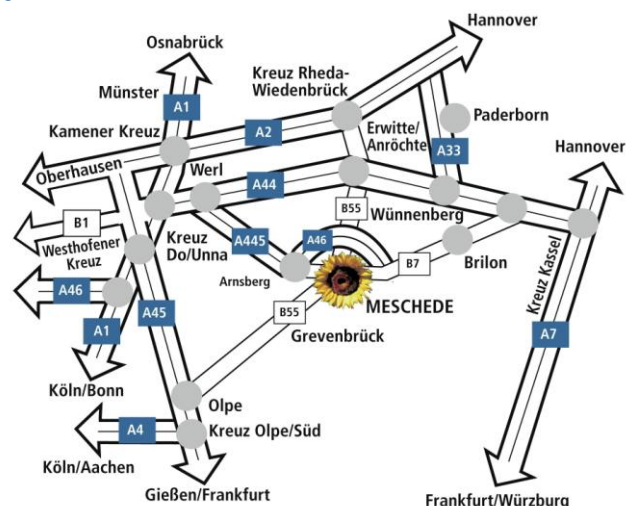 Hannover
Osnabrück
Münster
Kreuz Rheda-
Wiedenbrück
A1
A2
Kamener Kreuz
Erwitte/
Anröchte
Paderborn
A33
Hannover
Oberhausen
Werl
A44
B1
B55
Wünnenberg
Westhofener
Kreuz
Kreuz
Do/Unna
A445
A46
B7
Brilon
Arnsberg
Kreuz Kassel
A46
A45
MESCHEDE
B55
Grevenbrück
A1
A7
Köln/Bonn
Olpe
A4
Kreuz Olpe/Süd
Köln/Aachen
Gießen/Frankfurt
Frankfurt/Würzburg